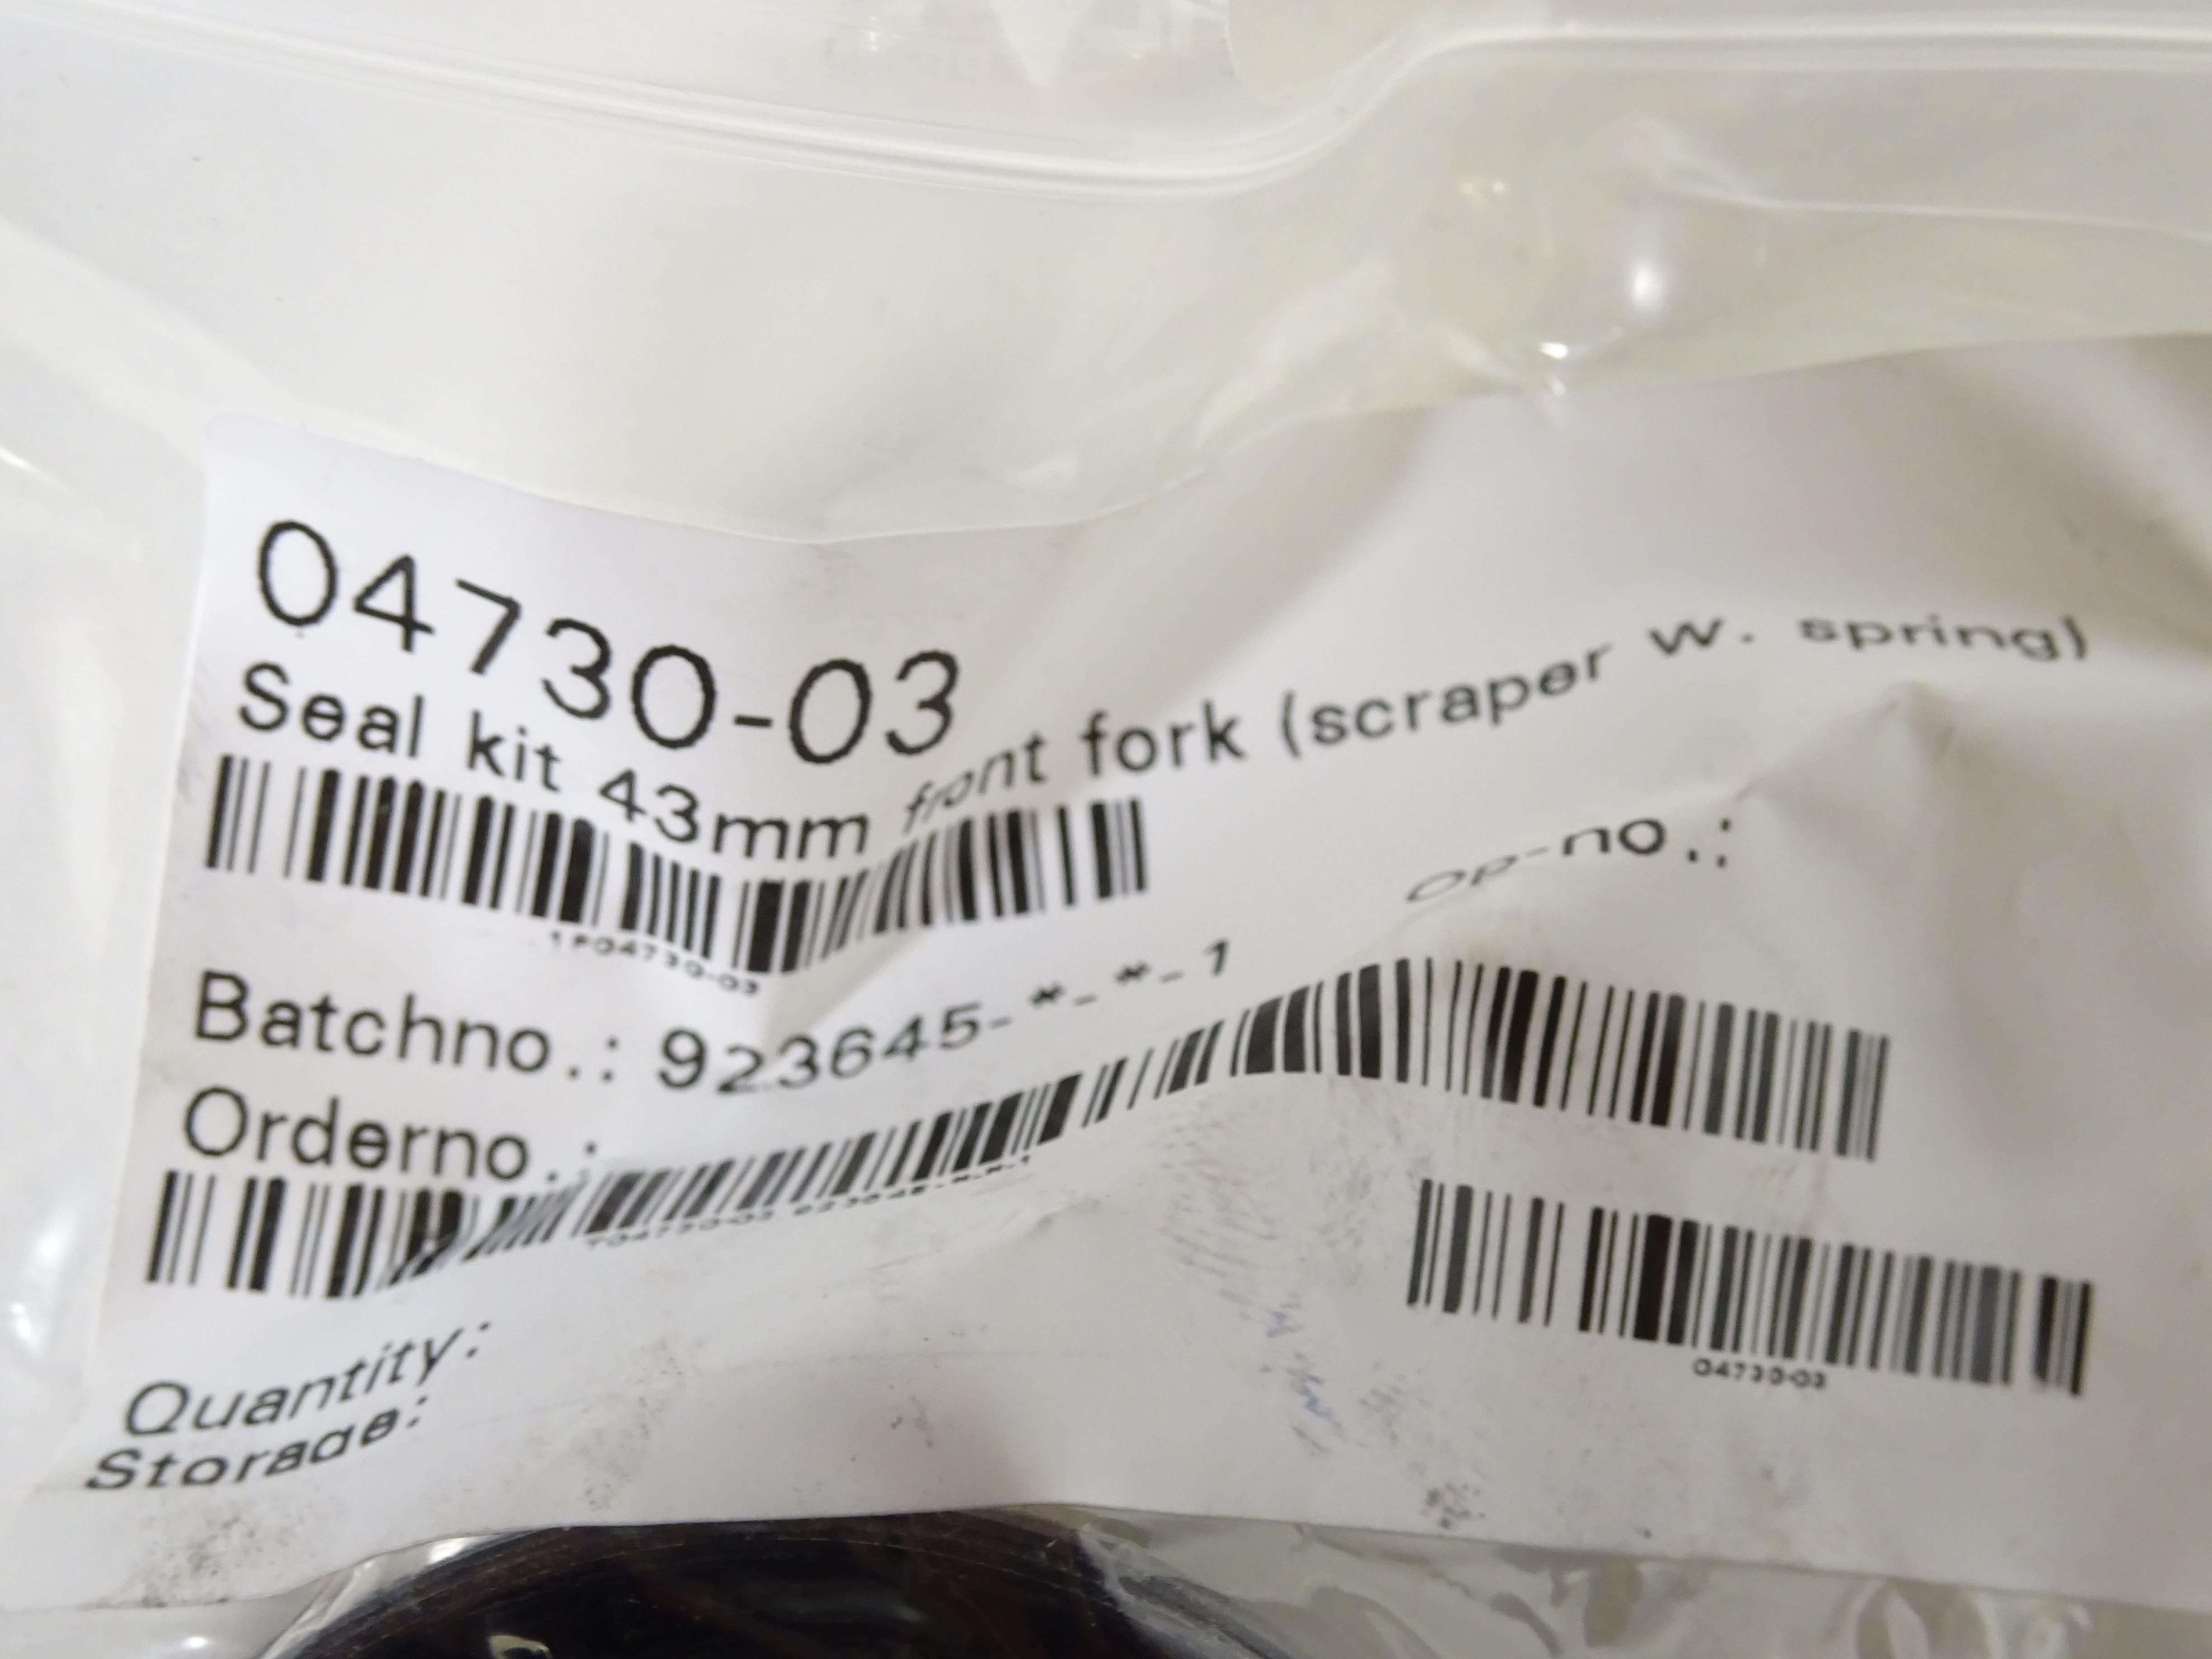 04730-03
Seal kit 43mm front fork (scraper w. spring)
1P04730-03
Op-no.:
Batchno.: 923645-*-*-1
Orderno.:
04730-03
Quantity:
Storage: